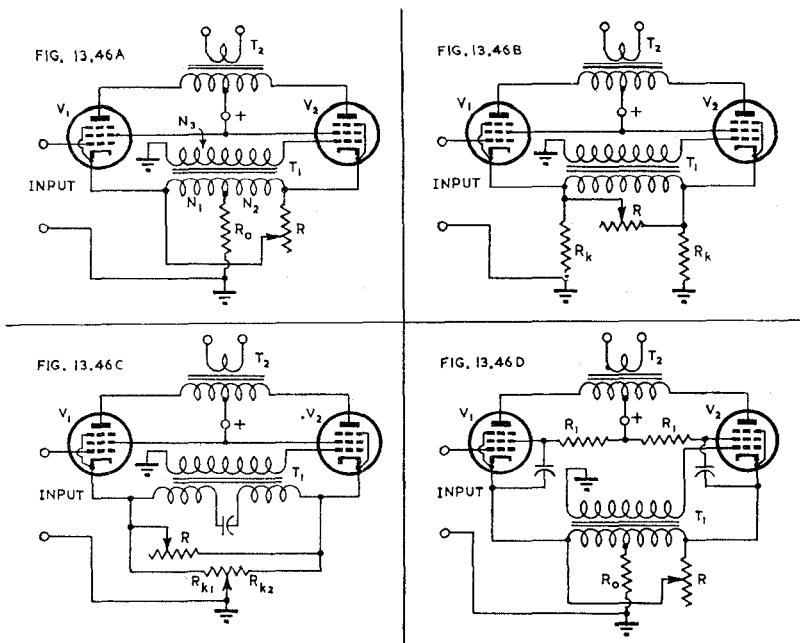 FIG. 13.46A
T2
V1
V2
+
N3
T1
INPUT
N1
N2
Ro
R
FIG. 13.46B
T2
V1
V2
+
T1
INPUT
R
Rk
Rk
FIG. 13.46C
T2
V1
V2
+
T1
INPUT
R
Rk1
Rk2
FIG. 13.46D
T2
V1
V2
R1
+
R1
INPUT
T1
Ro
R